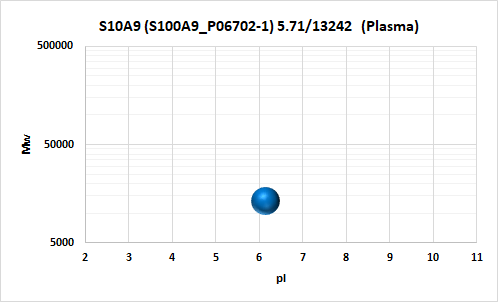 S10A9 (S100A9_P06702-1) 5.71/13242 (Plasma)
500000
50000
5000
Mw
2 3 4 5 6 7 8 9 10 11
pI